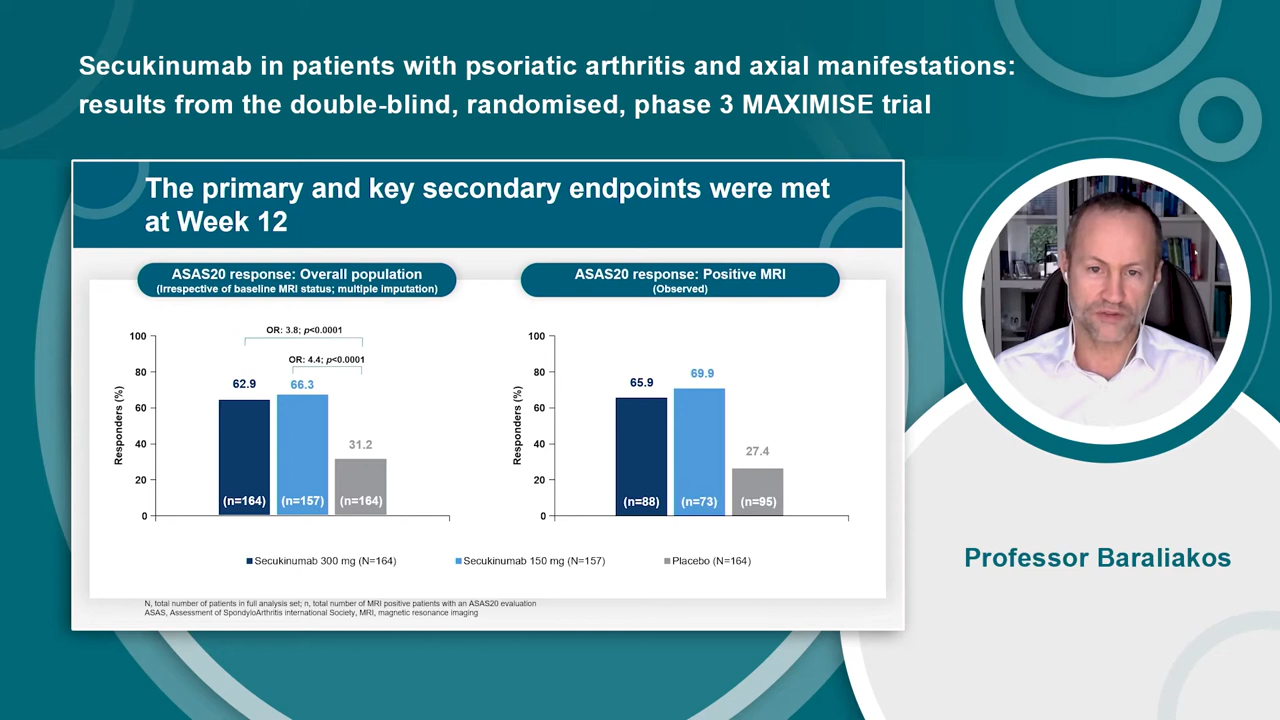 Secukinumab in patients with psoriatic arthritis and axial manifestations:
results from the double-blind, randomised, phase 3 MAXIMISE trial
The primary and key secondary endpoints were met
at Week 12
ASAS20 response: Overall population
(Irrespective of baseline MRI status; multiple imputation)
Responders (%)
100
80
60
40
20
0
OR: 3.8; p<0.0001
OR: 4.4; p<0.0001
62.9
66.3
31.2
(n=164)
(n=157)
(n=164)
ASAS20 response: Positive MRI
(Observed)
Responders (%)
100
80
60
40
20
0
65.9
69.9
27.4
(n=88)
(n=73)
(n=95)
Secukinumab 300 mg (N=164)
Secukinumab 150 mg (N=157)
Placebo (N=164)
N, total number of patients in full analysis set; n, total number of MRI positive patients with an ASAS20 evaluation
ASAS, Assessment of SpondyloArthritis international Society, MRI, magnetic resonance imaging
Professor Baraliakos